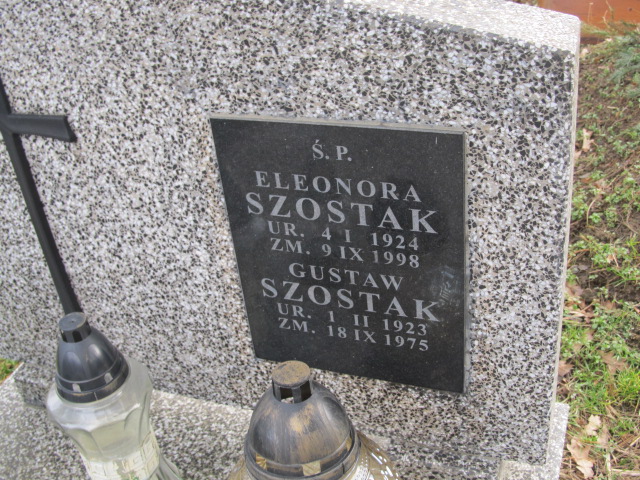 Ś. P.
ELEONORA
SZOSTAK
UR. 4 I 1924
ZM. 9 IX 1998
GUSTAW
SZOSTAK
UR. 1 II 1923
ZM. 18 IX 1975